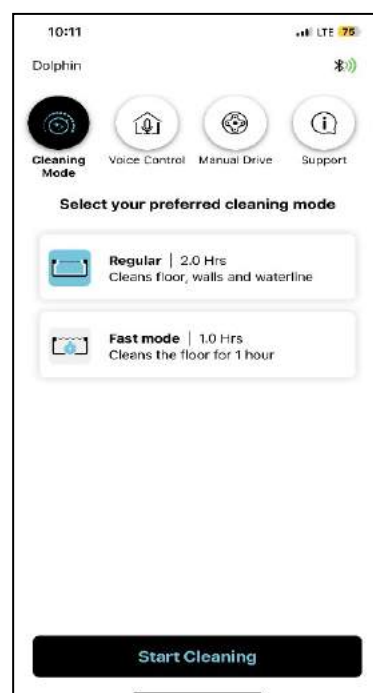 10:11
LTE 75
Dolphin
Cleaning Mode
Voice Control
Manual Drive
Support
Select your preferred cleaning mode
Regular | 2.0 Hrs
Cleans floor, walls and waterline
Fast mode | 1.0 Hrs
Cleans the floor for 1 hour
Start Cleaning